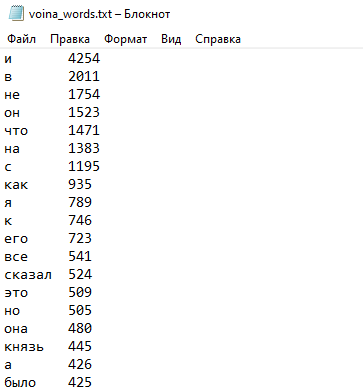 voina_words.txt – Блокнот
Файл Правка Формат Вид Справка
и 4254
в 2011
не 1754
он 1523
что 1471
на 1383
с 1195
как 935
я 789
к 746
его 723
все 541
сказал 524
это 509
но 505
она 480
князь 445
а 426
было 425